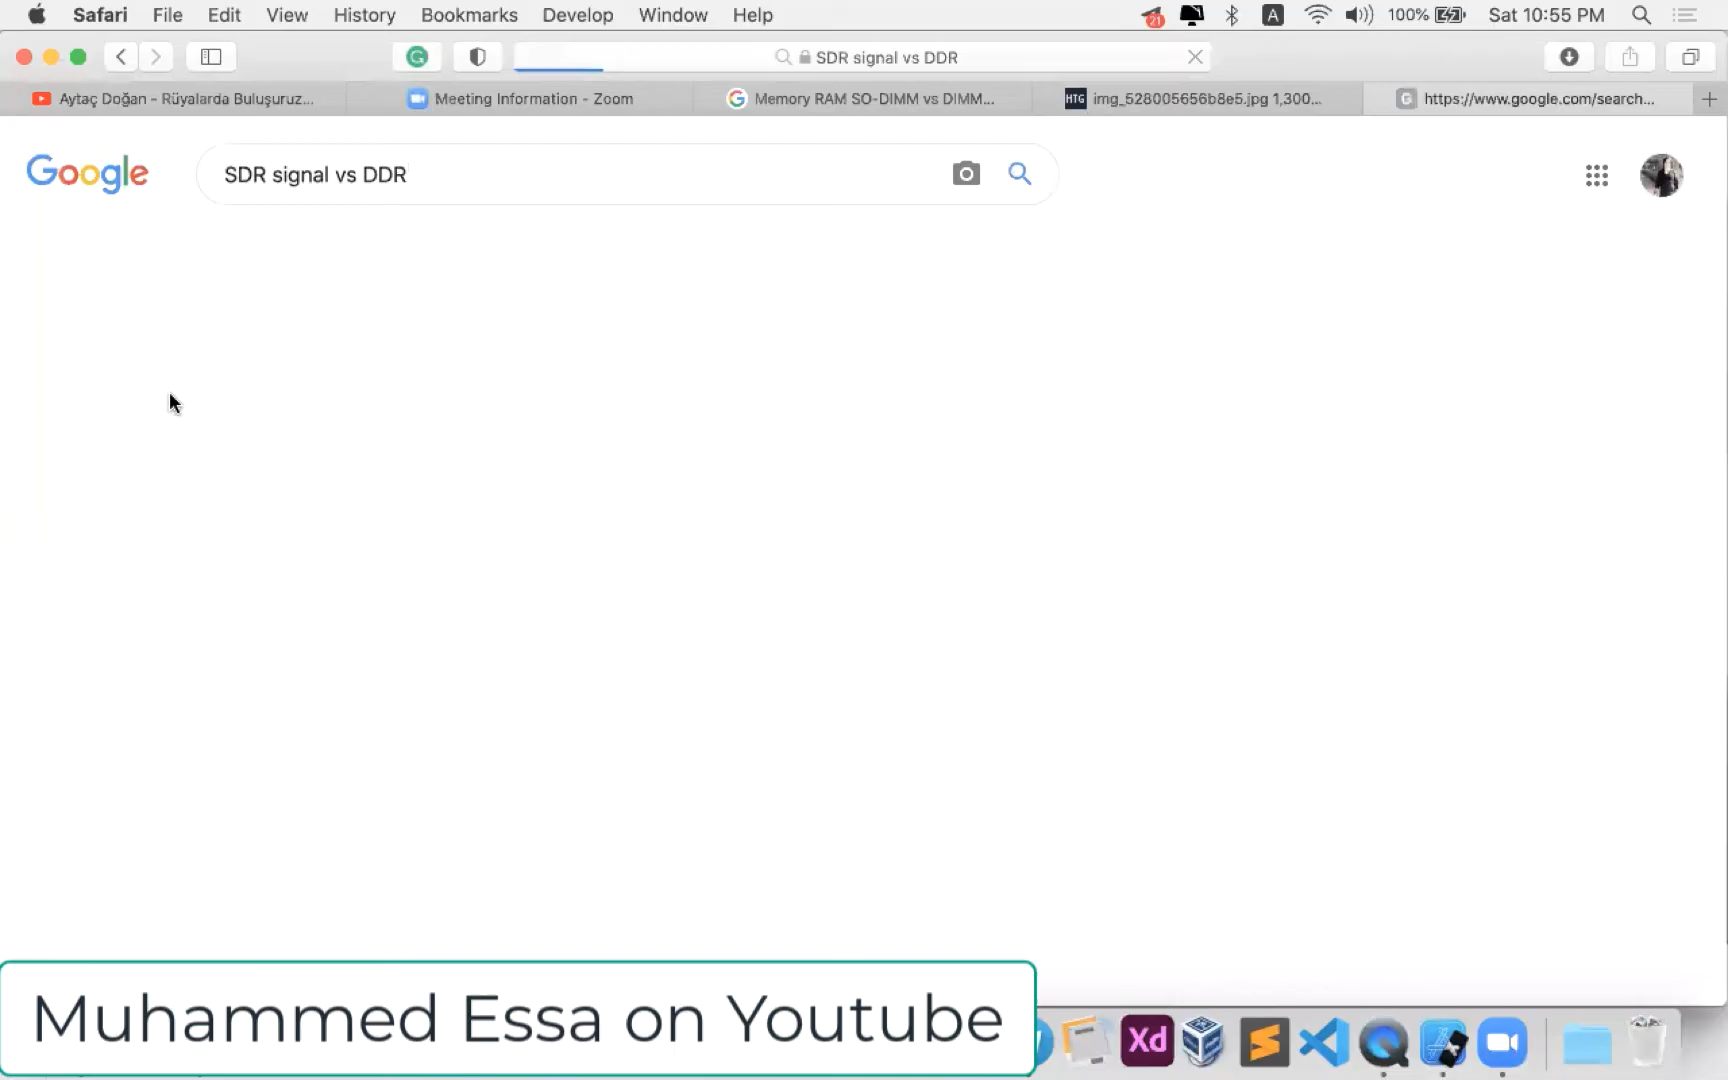 Safari File Edit View History Bookmarks Develop Window Help 21 A 100% Sat 10:55 PM
G SDR signal vs DDR
Aytaç Doğan - Rüyalarda Buluşuruz... Meeting Information - Zoom G Memory RAM SO-DIMM vs DIMM... HTG img_528005656b8e5.jpg 1,300... G https://www.google.com/search...
Google SDR signal vs DDR
Muhammed Essa on Youtube
Xd